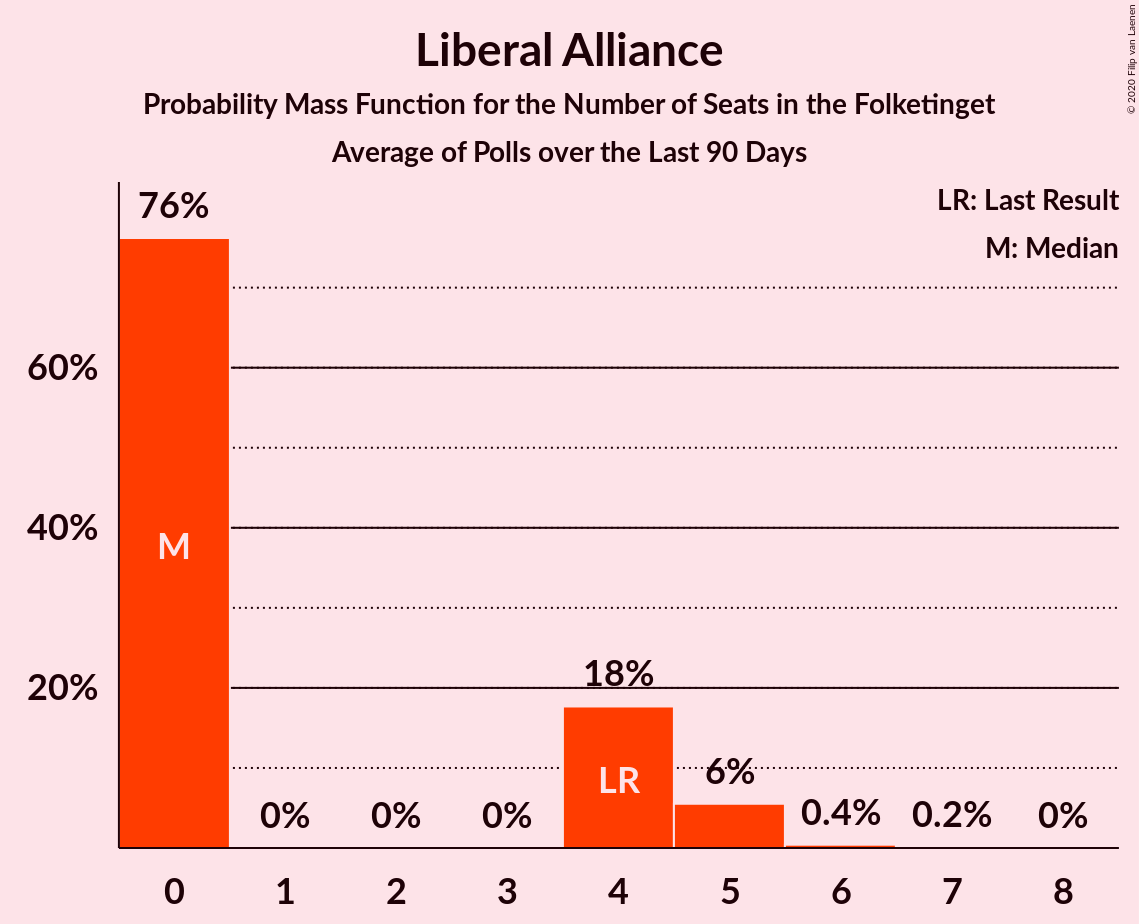 Liberal Alliance
Probability Mass Function for the Number of Seats in the Folketinget
Average of Polls over the Last 90 Days
© 2020 Filip van Laenen
LR: Last Result
M: Median
76%
60%
40%
20%
M
18%
LR
6%
0%
0%
0%
0.4%
0.2%
0%
0
1
2
3
4
5
6
7
8